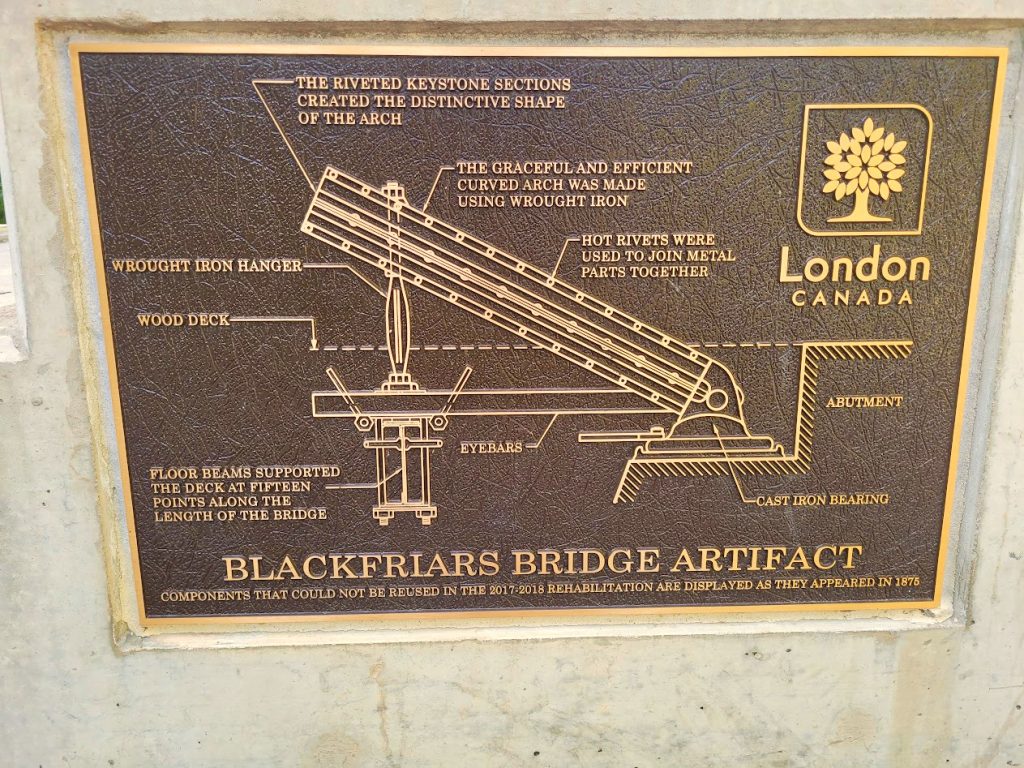 THE RIVETED KEYSTONE SECTIONS
CREATED THE DISTINCTIVE SHAPE
OF THE ARCH
THE GRACEFUL AND EFFICIENT
CURVED ARCH WAS MADE
USING WROUGHT IRON
HOT RIVETS WERE
USED TO JOIN METAL
PARTS TOGETHER
London
CANADA
WROUGHT IRON HANGER
WOOD DECK
ABUTMENT
EYEBARS
FLOOR BEAMS SUPPORTED
THE DECK AT FIFTEEN
POINTS ALONG THE
LENGTH OF THE BRIDGE
CAST IRON BEARING
BLACKFRIARS BRIDGE ARTIFACT
COMPONENTS THAT COULD NOT BE REUSED IN THE 2017-2018 REHABILITATION ARE DISPLAYED AS THEY APPEARED IN 1875